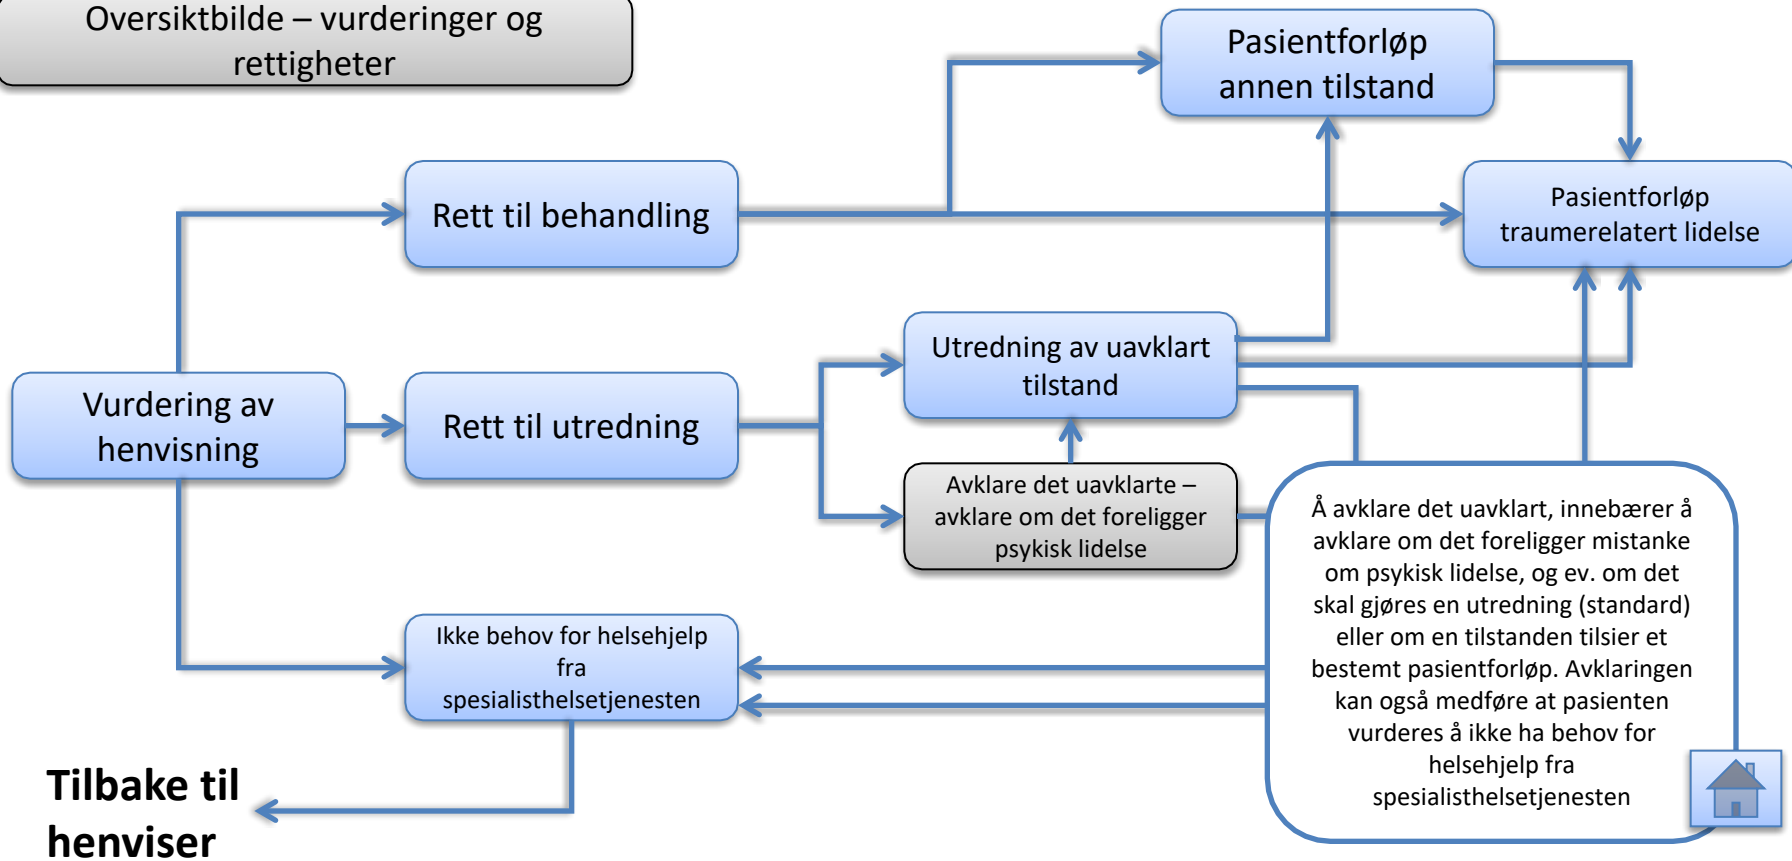 Oversiktbilde – vurderinger og
rettigheter
Pasientforløp
annen tilstand
Rett til behandling
Pasientforløp
traumerelatert lidelse
Utredning av uavklart
tilstand
Vurdering av
henvisning
Rett til utredning
Avklare det uavklarte –
avklare om det foreligger
psykisk lidelse
Å avklare det uavklart, innebærer å
avklare om det foreligger mistanke
om psykisk lidelse, og ev. om det
skal gjøres en utredning (standard)
eller om en tilstanden tilsier et
bestemt pasientforløp. Avklaringen
kan også medføre at pasienten
vurderes å ikke ha behov for
helsehjelp fra
spesialisthelsetjenesten
Ikke behov for helsehjelp
fra
spesialisthelsetjenesten
Tilbake til
henviser